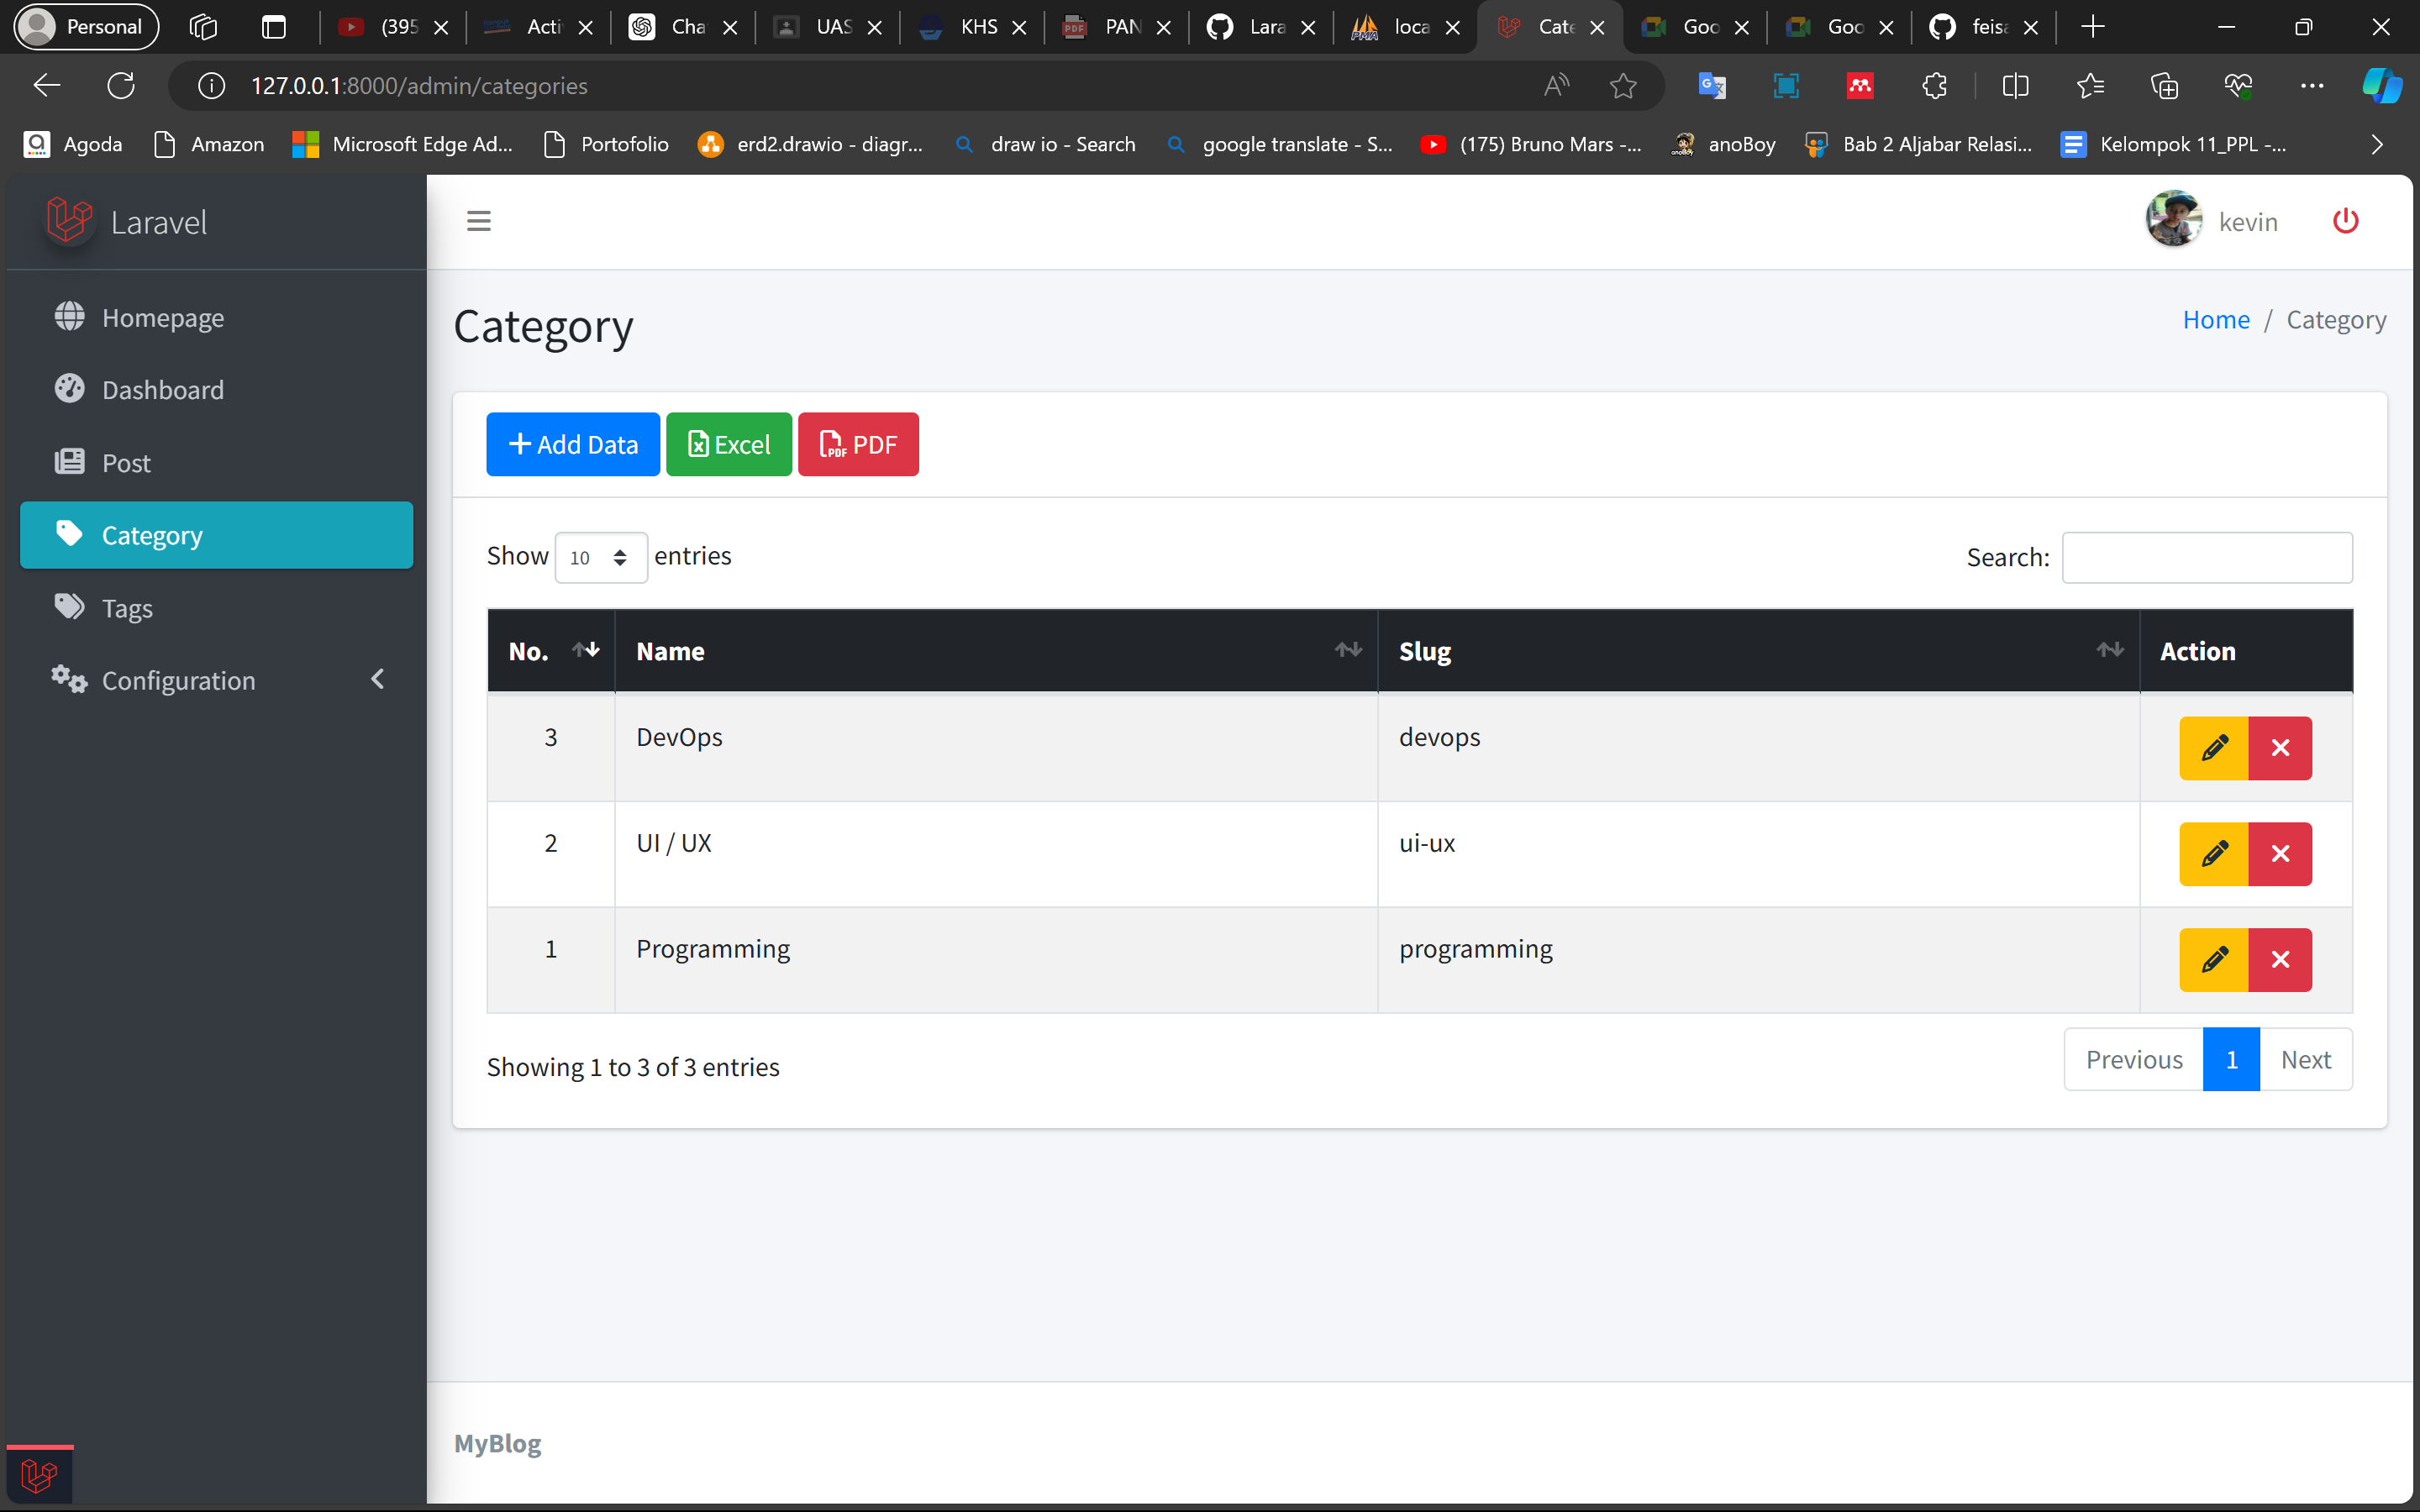 Personal
(395
Acti
Cha
UAS
KHS
PAN
Lara
loca
Cate
Goo
Goo
feisa
127.0.0.1:8000/admin/categories
Agoda
Amazon
Microsoft Edge Ad...
Portofolio
erd2.drawio - diagr...
draw io - Search
google translate - S...
(175) Bruno Mars -...
anoBoy
Bab 2 Aljabar Relasi...
Kelompok 11_PPL -...
Laravel
kevin
Homepage
Dashboard
Post
Category
Tags
Configuration
Category
Home / Category
Add Data
Excel
PDF
Show 10 entries
Search:
No. Name Slug Action
3 DevOps devops
2 UI / UX ui-ux
1 Programming programming
Showing 1 to 3 of 3 entries
Previous 1 Next
MyBlog